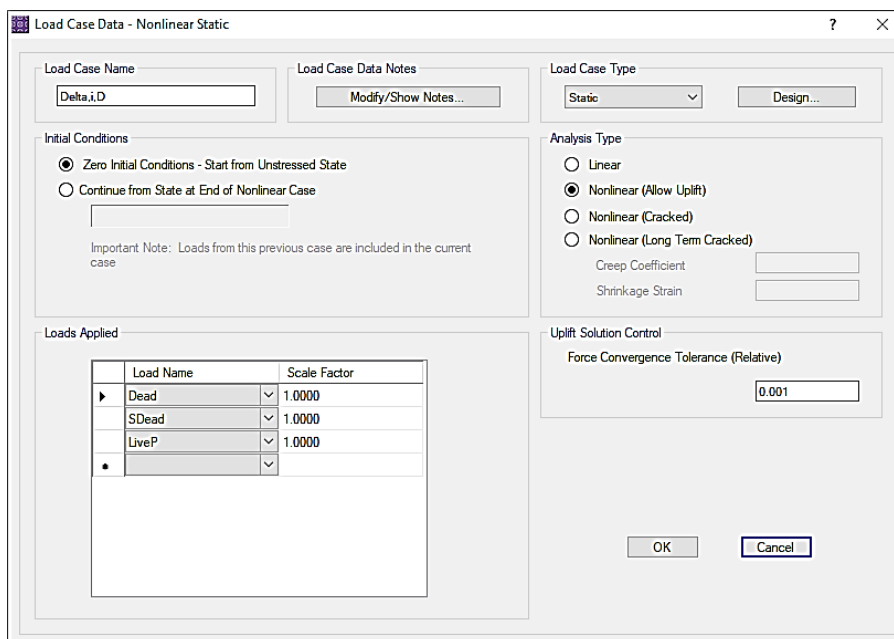 Load Case Data - Nonlinear Static
?
Load Case Name
Delta,i,D
Load Case Data Notes
Modify/Show Notes...
Load Case Type
Static
Design...
Initial Conditions
Zero Initial Conditions - Start from Unstressed State
Continue from State at End of Nonlinear Case
Important Note: Loads from this previous case are included in the current
case
Analysis Type
Linear
Nonlinear (Allow Uplift)
Nonlinear (Cracked)
Nonlinear (Long Term Cracked)
Creep Coefficient
Shrinkage Strain
Loads Applied
Load Name Scale Factor
Dead 1.0000
SDead 1.0000
LiveP 1.0000
Uplift Solution Control
Force Convergence Tolerance (Relative)
0.001
OK
Cancel